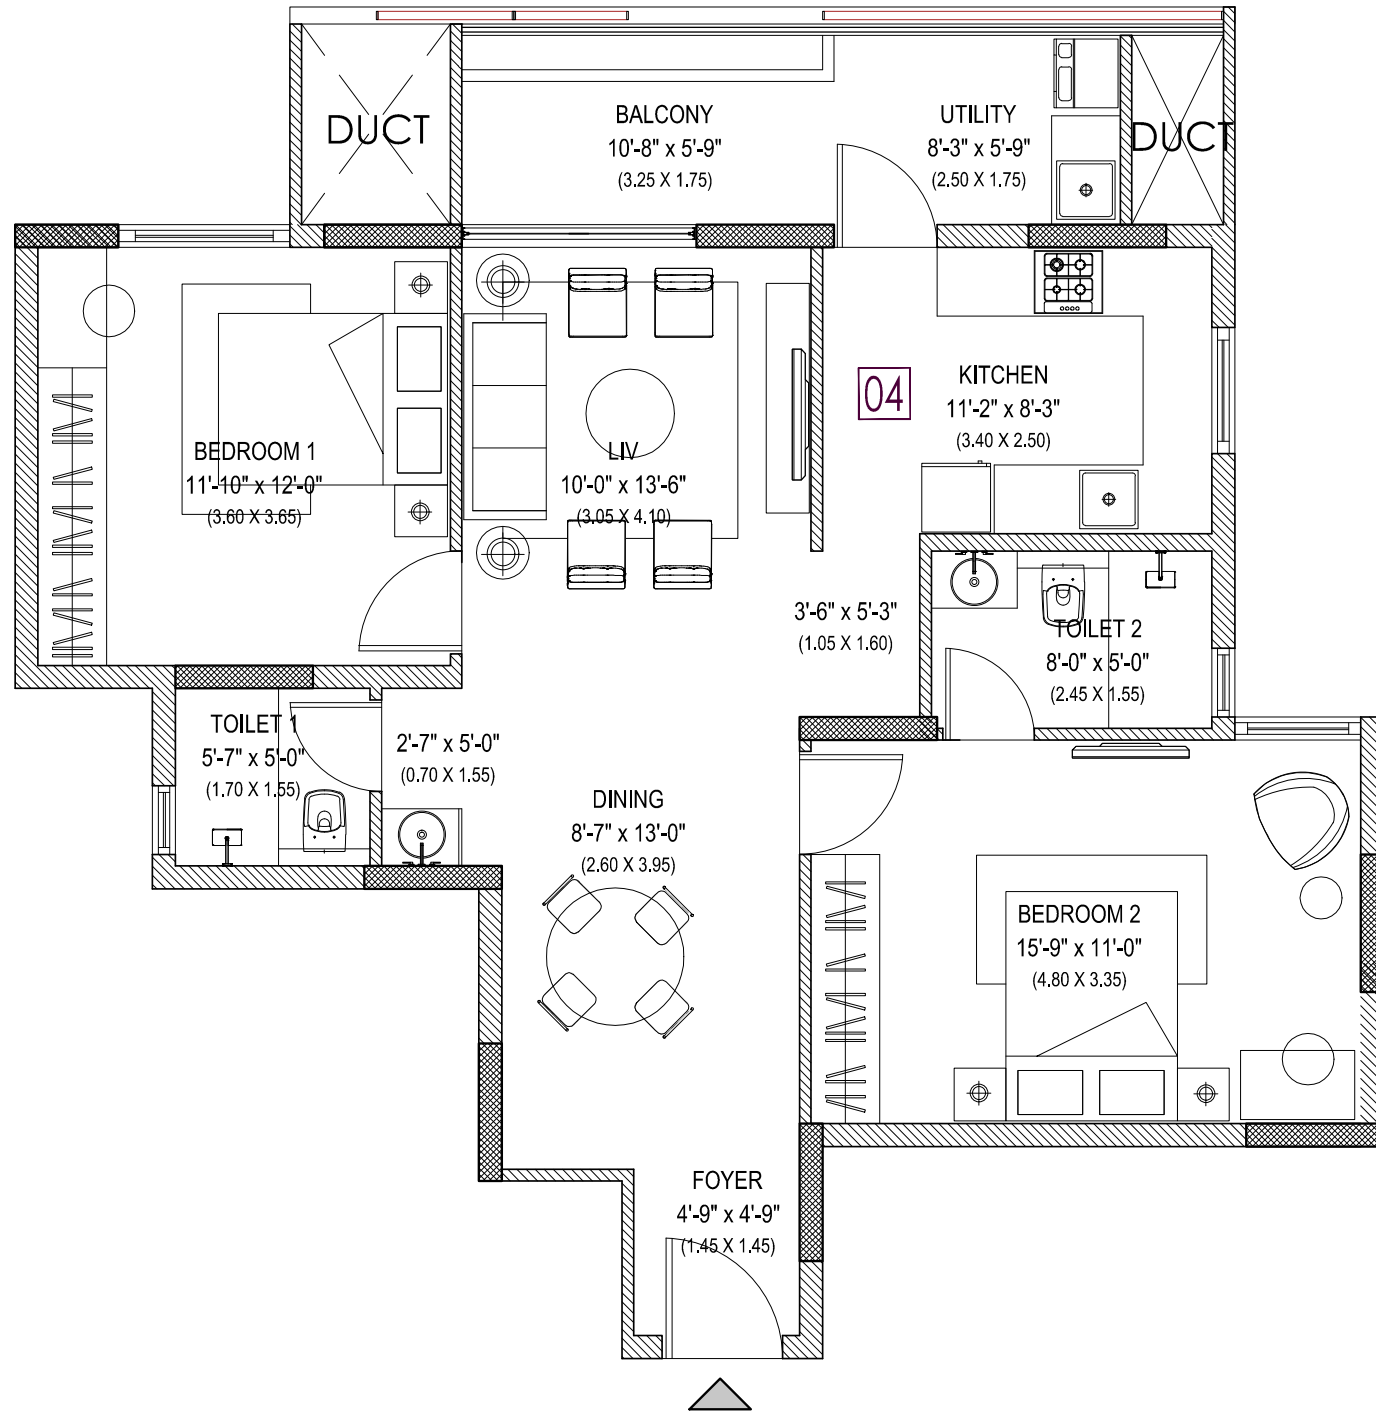 DUCT
BALCONY
10'-8" x 5'-9"
(3.25 X 1.75)
UTILITY
8'-3" x 5'-9"
(2.50 X 1.75)
DUCT
04
KITCHEN
11'-2" x 8'-3"
(3.40 X 2.50)
BEDROOM 1
11'-10" x 12'-0"
(3.60 X 3.65)
LIV
10'-0" x 13'-6"
(3.05 X 4.10)
3'-6" x 5'-3"
(1.05 X 1.60)
TOILET 2
8'-0" x 5'-0"
(2.45 X 1.55)
TOILET 1
5'-7" x 5'-0"
(1.70 X 1.55)
2'-7" x 5'-0"
(0.70 X 1.55)
DINING
8'-7" x 13'-0"
(2.60 X 3.95)
BEDROOM 2
15'-9" x 11'-0"
(4.80 X 3.35)
FOYER
4'-9" x 4'-9"
(1.45 X 1.45)